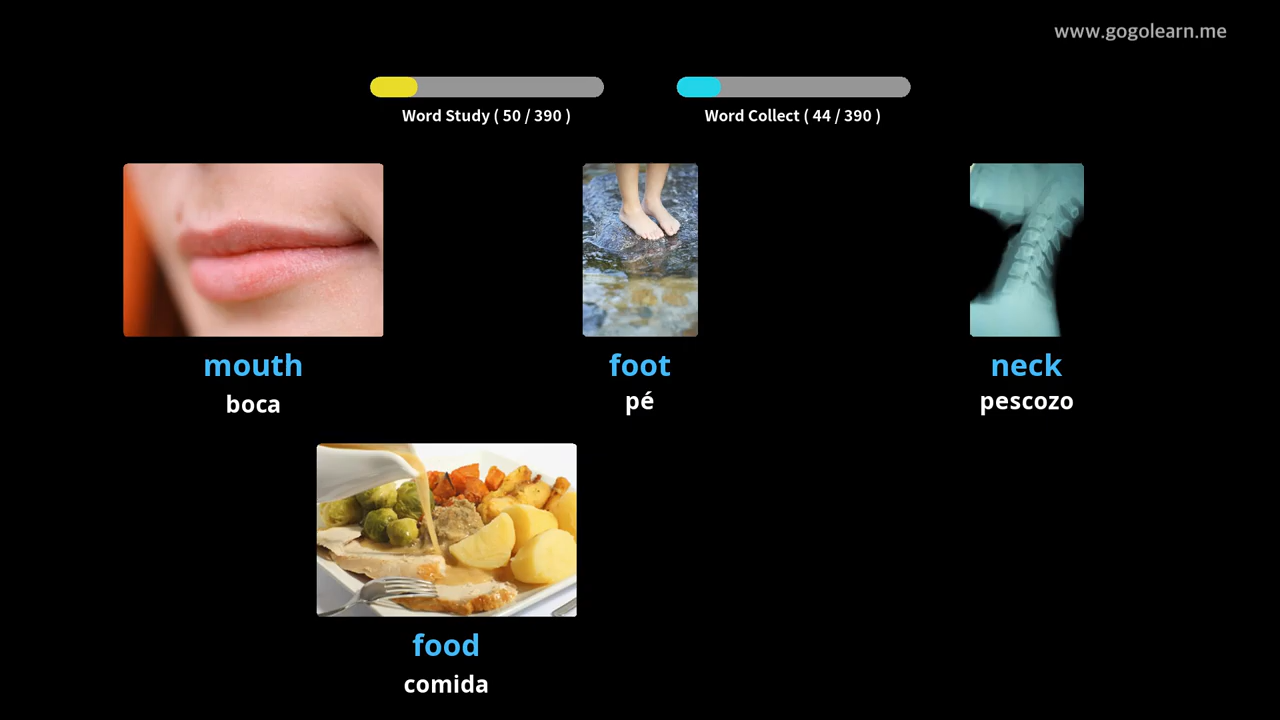 www.gogolearn.me
Word Study ( 50 / 390 )
Word Collect ( 44 / 390 )
mouth
boca
foot
pé
neck
pescozo
food
comida